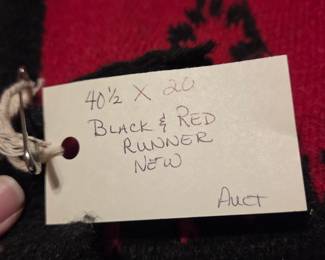 40½ X 20
BLACK & RED
RUNNER
NEW
AUCT